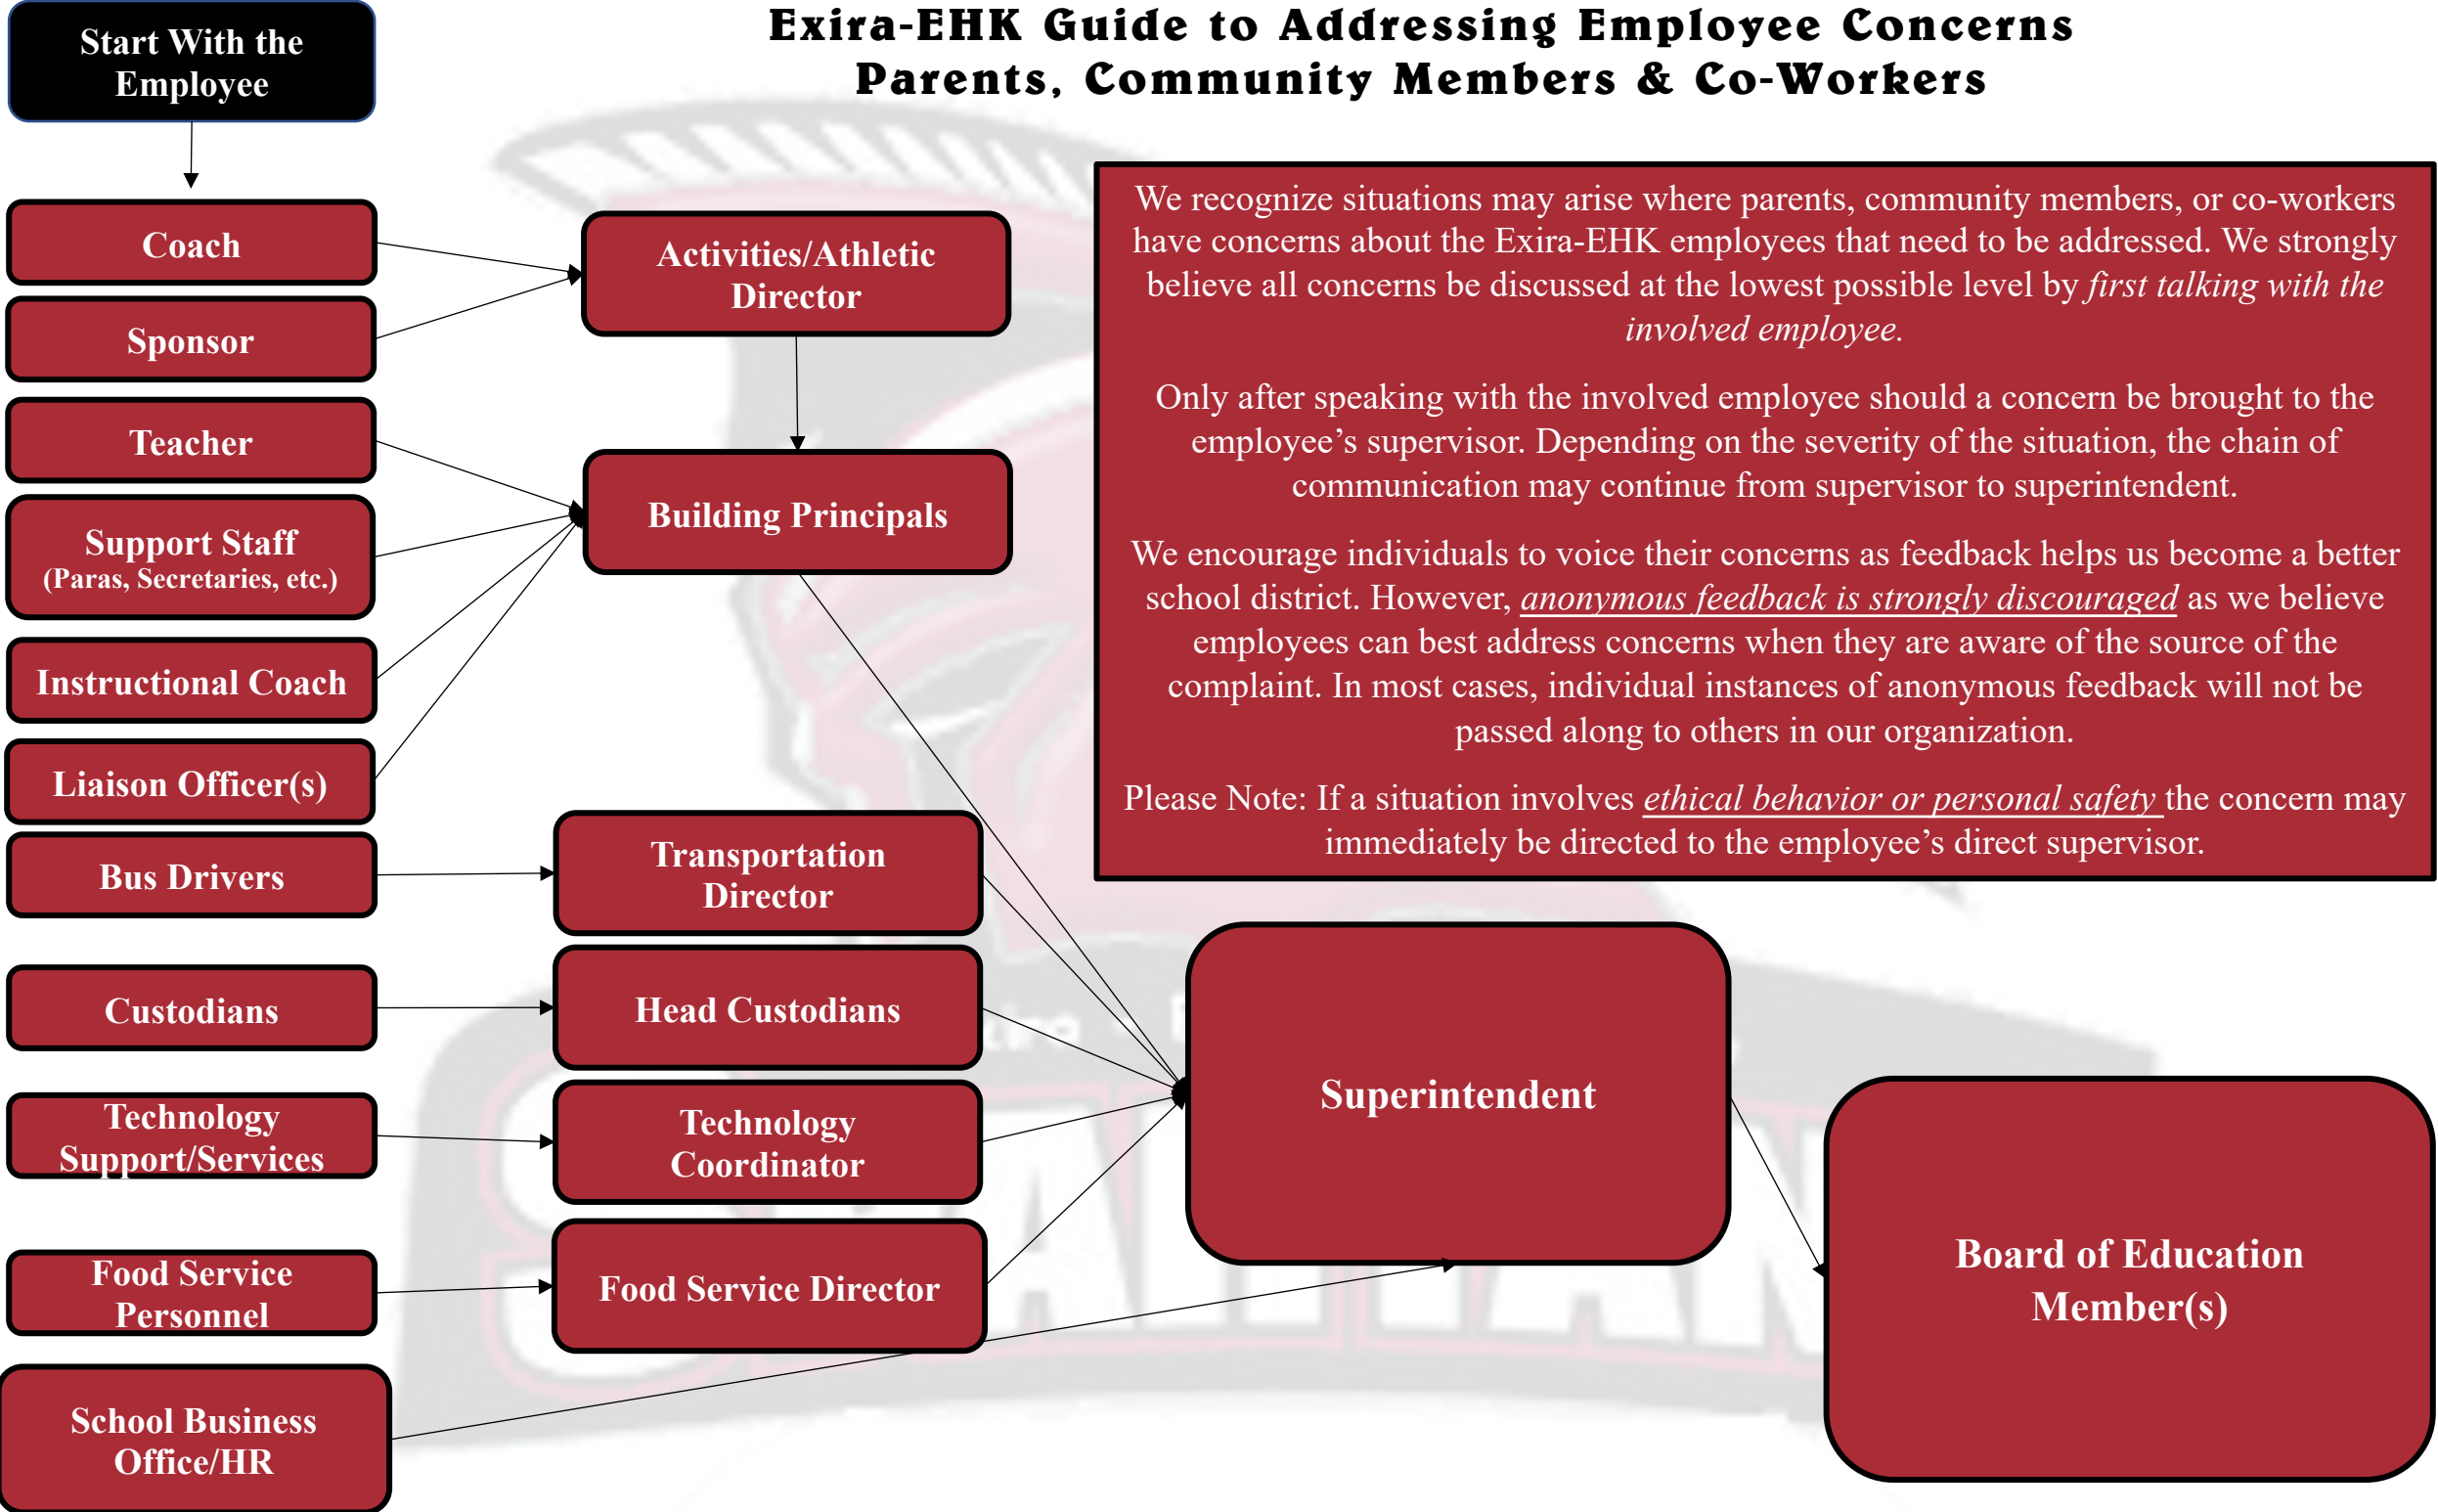 Exira-EHK Guide to Addressing Employee Concerns
Parents, Community Members & Co-Workers
Start With the
Employee
Coach
Sponsor
Teacher
Support Staff
(Paras, Secretaries, etc.)
Instructional Coach
Liaison Officer(s)
Bus Drivers
Custodians
Technology
Support/Services
Food Service
Personnel
School Business
Office/HR
Activities/Athletic
Director
Building Principals
Transportation
Director
Head Custodians
Technology
Coordinator
Food Service Director
We recognize situations may arise where parents, community members, or co-workers
have concerns about the Exira-EHK employees that need to be addressed. We strongly
believe all concerns be discussed at the lowest possible level by first talking with the
involved employee.
Only after speaking with the involved employee should a concern be brought to the
employee’s supervisor. Depending on the severity of the situation, the chain of
communication may continue from supervisor to superintendent.
We encourage individuals to voice their concerns as feedback helps us become a better
school district. However, anonymous feedback is strongly discouraged as we believe
employees can best address concerns when they are aware of the source of the
complaint. In most cases, individual instances of anonymous feedback will not be
passed along to others in our organization.
Please Note: If a situation involves ethical behavior or personal safety the concern may
immediately be directed to the employee’s direct supervisor.
Superintendent
Board of Education
Member(s)